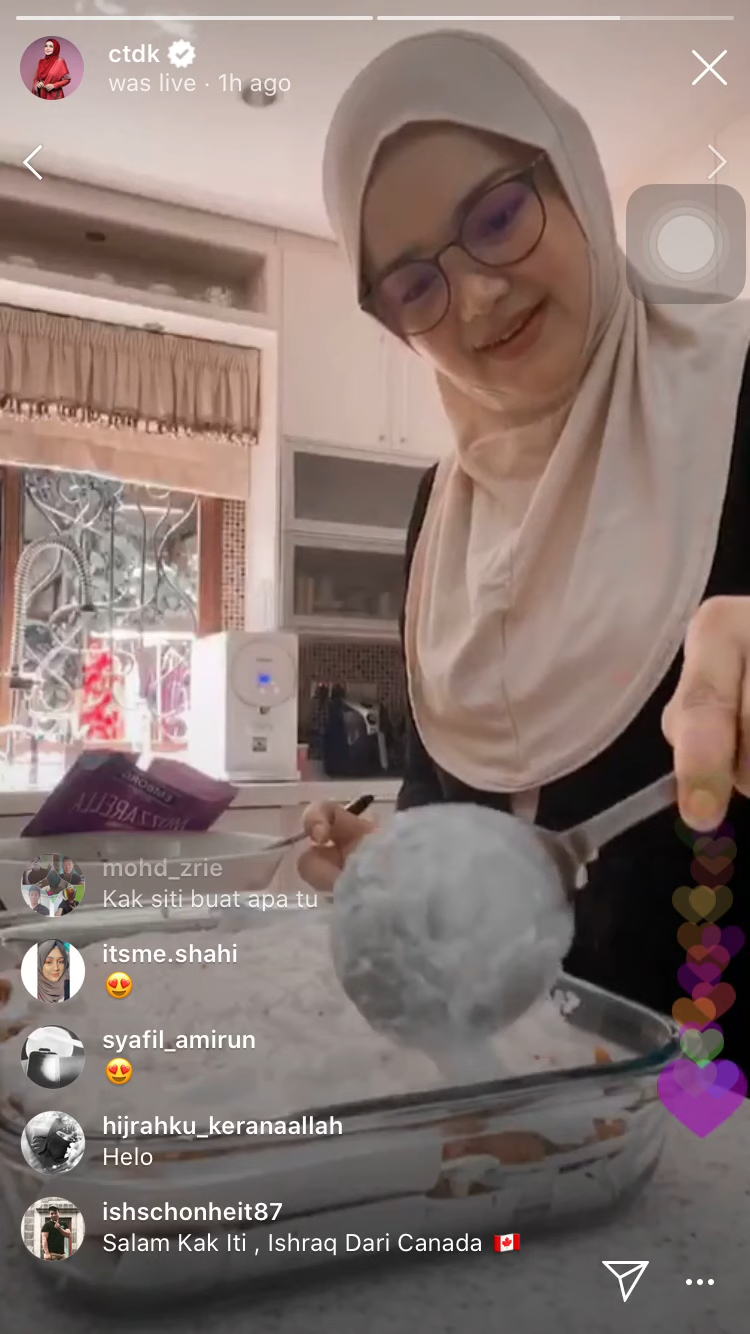 ctdk
was live · 1h ago
MOZZARELLA
mohd_zrie
Kak siti buat apa tu
itsme.shahi
😍
syafil_amirun
😍
hijrahku_keranaallah
Helo
ishschonheit87
Salam Kak Iti , Ishraq Dari Canada 🇨🇦